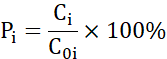 Pᵢ = Cᵢ / C₀ᵢ × 100%